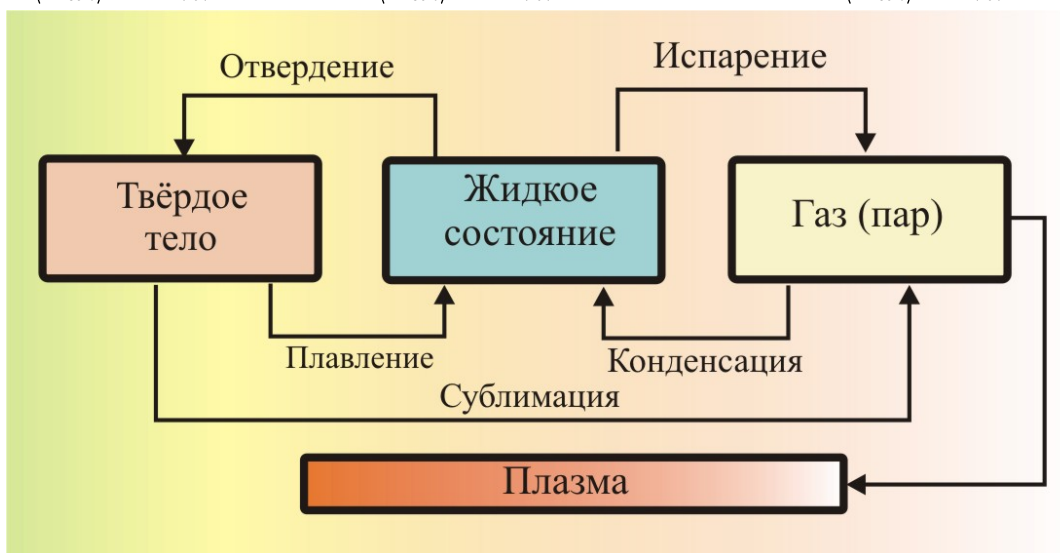 Отвердение
Испарение
Твёрдое
тело
Жидкое
состояние
Газ (пар)
Плавление
Конденсация
Сублимация
Плазма